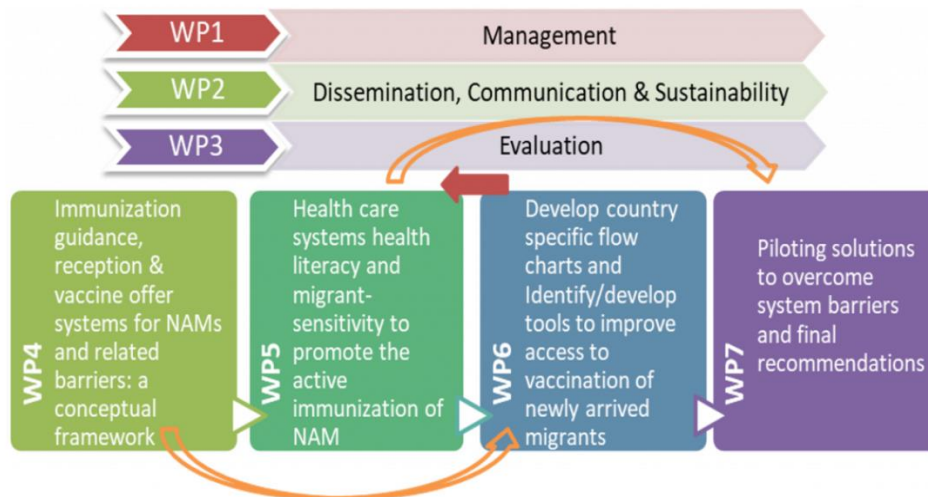 WP1
Management
WP2
Dissemination, Communication & Sustainability
WP3
Evaluation
WP4
Immunization
guidance,
reception &
vaccine offer
systems for NAMs
and related
barriers: a
conceptual
framework
WP5
Health care
systems health
literacy and
migrant-
sensitivity to
promote the
active
immunization of
NAM
WP6
Develop country
specific flow
charts and
Identify/develop
tools to improve
access to
vaccination of
newly arrived
migrants
WP7
Piloting solutions
to overcome
system barriers
and final
recommendations